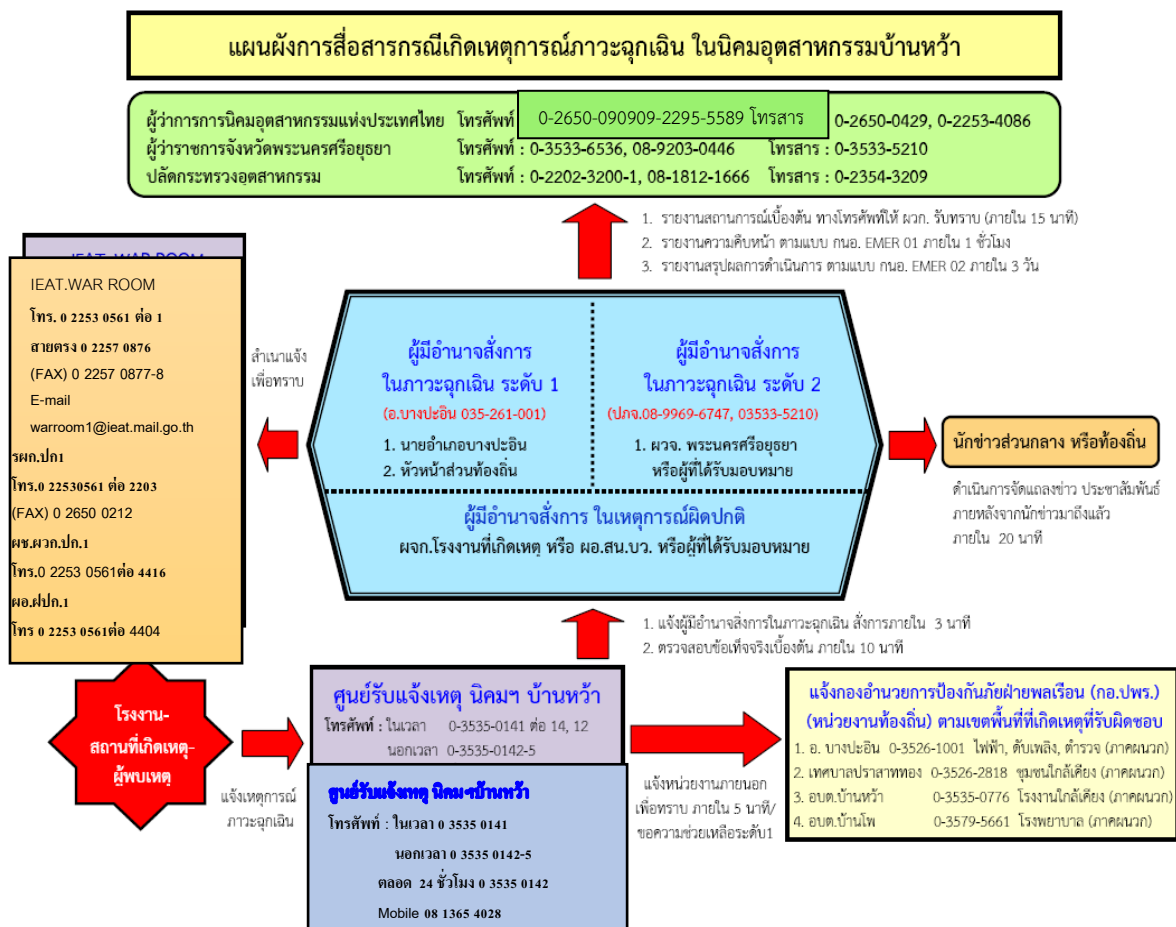 แผนผังการสื่อสารกรณีเกิดเหตุการณ์ภาวะฉุกเฉิน ในนิคมอุตสาหกรรมบ้านหว้า
ผู้ว่าการการนิคมอุตสาหกรรมแห่งประเทศไทย โทรศัพท์ 0-2650-090909-2295-5589 โทรสาร 0-2650-0429, 0-2253-4086
ผู้ว่าราชการจังหวัดพระนครศรีอยุธยา โทรศัพท์ : 0-3533-6536, 08-9203-0446 โทรสาร : 0-3533-5210
ปลัดกระทรวงอุตสาหกรรม โทรศัพท์ : 0-2202-3200-1, 08-1812-1666 โทรสาร : 0-2354-3209
1. รายงานสถานการณ์เบื้องต้น ทางโทรศัพท์ให้ ผวก. รับทราบ (ภายใน 15 นาที)
2. รายงานความคืบหน้า ตามแบบ กนอ. EMER 01 ภายใน 1 ชั่วโมง
3. รายงานสรุปผลการดำเนินการ ตามแบบ กนอ. EMER 02 ภายใน 3 วัน
IEAT.WAR ROOM
IEAT.WAR ROOM
โทร. 0 2253 0561 ต่อ 1
สายตรง 0 2257 0876
(FAX) 0 2257 0877-8
E-mail
warroom1@ieat.mail.go.th
รผก.ปก1
โทร.0 22530561 ต่อ 2203
(FAX) 0 2650 0212
ผช.ผวก.ปก.1
โทร.0 2253 0561ต่อ 4416
ผอ.ฝปก.1
โทร 0 2253 0561ต่อ 4404
สำเนาแจ้ง
เพื่อทราบ
ผู้มีอำนาจสั่งการ
ในภาวะฉุกเฉิน ระดับ 1
(อ.บางปะอิน 035-261-001)
1. นายอำเภอบางปะอิน
2. หัวหน้าส่วนท้องถิ่น
ผู้มีอำนาจสั่งการ
ในภาวะฉุกเฉิน ระดับ 2
(ปภจ.08-9969-6747, 03533-5210)
1. ผวจ. พระนครศรีอยุธยา
หรือผู้ที่ได้รับมอบหมาย
ผู้มีอำนาจสั่งการ ในเหตุการณ์ผิดปกติ
ผจก.โรงงานที่เกิดเหตุ หรือ ผอ.สน.บว. หรือผู้ที่ได้รับมอบหมาย
นักข่าวส่วนกลาง หรือท้องถิ่น
ดำเนินการจัดแถลงข่าว ประชาสัมพันธ์
ภายหลังจากนักข่าวมาถึงแล้ว
ภายใน 20 นาที
1. แจ้งผู้มีอำนาจสิ่งการในภาวะฉุกเฉิน สั่งการภายใน 3 นาที
2. ตรวจสอบข้อเท็จจริงเบื้องต้น ภายใน 10 นาที
โรงงาน-
สถานที่เกิดเหตุ-
ผู้พบเหตุ
แจ้งเหตุการณ์
ภาวะฉุกเฉิน
ศูนย์รับแจ้งเหตุ นิคมฯ บ้านหว้า
โทรศัพท์ : ในเวลา 0-3535-0141 ต่อ 14, 12
นอกเวลา 0-3535-0142-5
ศูนย์รับแจ้งเหตุ นิคมฯบ้านหว้า
โทรศัพท์ : ในเวลา 0 3535 0141
นอกเวลา 0 3535 0142-5
ตลอด 24 ชั่วโมง 0 3535 0142
Mobile 08 1365 4028
แจ้งหน่วยงานภายนอก
เพื่อทราบ ภายใน 5 นาที/
ขอความช่วยเหลือระดับ1
แจ้งกองอำนวยการป้องกันภัยฝ่ายพลเรือน (กอ.ปพร.)
(หน่วยงานท้องถิ่น) ตามเขตพื้นที่ที่เกิดเหตุที่รับผิดชอบ
1. อ. บางปะอิน 0-3526-1001 ไฟฟ้า, ดับเพลิง, ตำรวจ (ภาคผนวก)
2. เทศบาลปราสาททอง 0-3526-2818 ชุมชนใกล้เคียง (ภาคผนวก)
3. อบต.บ้านหว้า 0-3535-0776 โรงงานใกล้เคียง (ภาคผนวก)
4. อบต.บ้านโพ 0-3579-5661 โรงพยาบาล (ภาคผนวก)